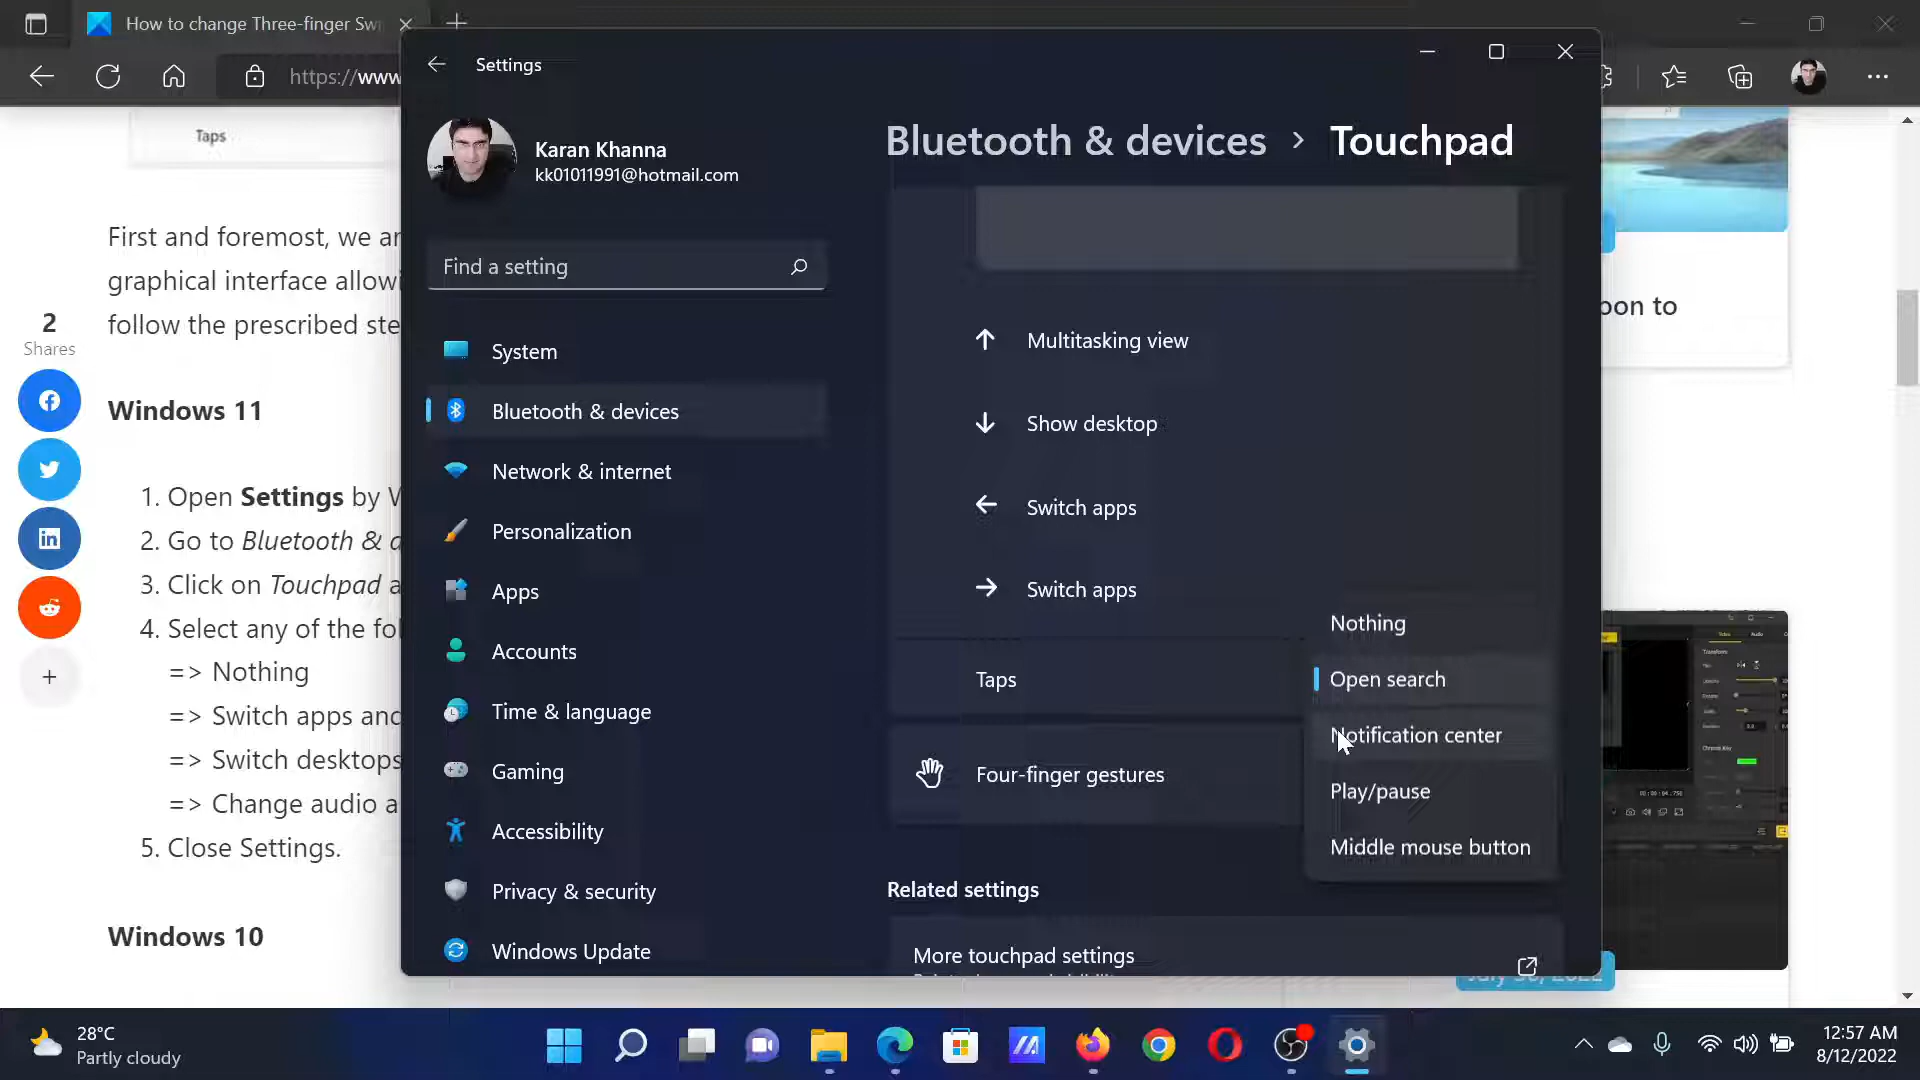 How to change Three-finger Sw
https://www
Taps
First and foremost, we ar
graphical interface allowi
follow the prescribed ste
2
Shares
Windows 11
1. Open Settings by W
2. Go to Bluetooth & d
3. Click on Touchpad a
4. Select any of the fol
=> Nothing
=> Switch apps and
=> Switch desktops
=> Change audio a
5. Close Settings.
Windows 10
Settings
Karan Khanna
kk01011991@hotmail.com
Find a setting
System
Bluetooth & devices
Network & internet
Personalization
Apps
Accounts
Time & language
Gaming
Accessibility
Privacy & security
Windows Update
Bluetooth & devices > Touchpad
Multitasking view
Show desktop
Switch apps
Switch apps
Taps
Nothing
Open search
Notification center
Play/pause
Middle mouse button
Four-finger gestures
Related settings
More touchpad settings
oon to
28°C
Partly cloudy
12:57 AM
8/12/2022